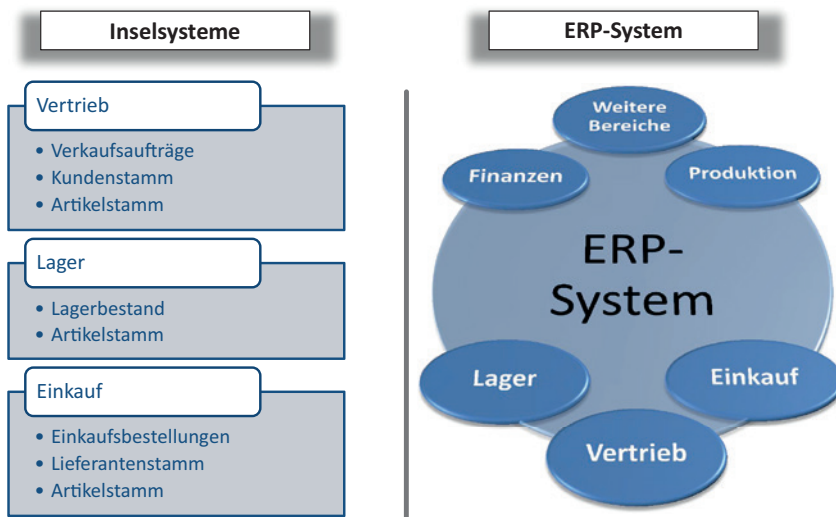 Inselsysteme
Vertrieb
• Verkaufsaufträge
• Kundenstamm
• Artikelstamm
Lager
• Lagerbestand
• Artikelstamm
Einkauf
• Einkaufsbestellungen
• Lieferantenstamm
• Artikelstamm
ERP-System
Weitere
Bereiche
Finanzen
Produktion
ERP-
System
Lager
Einkauf
Vertrieb